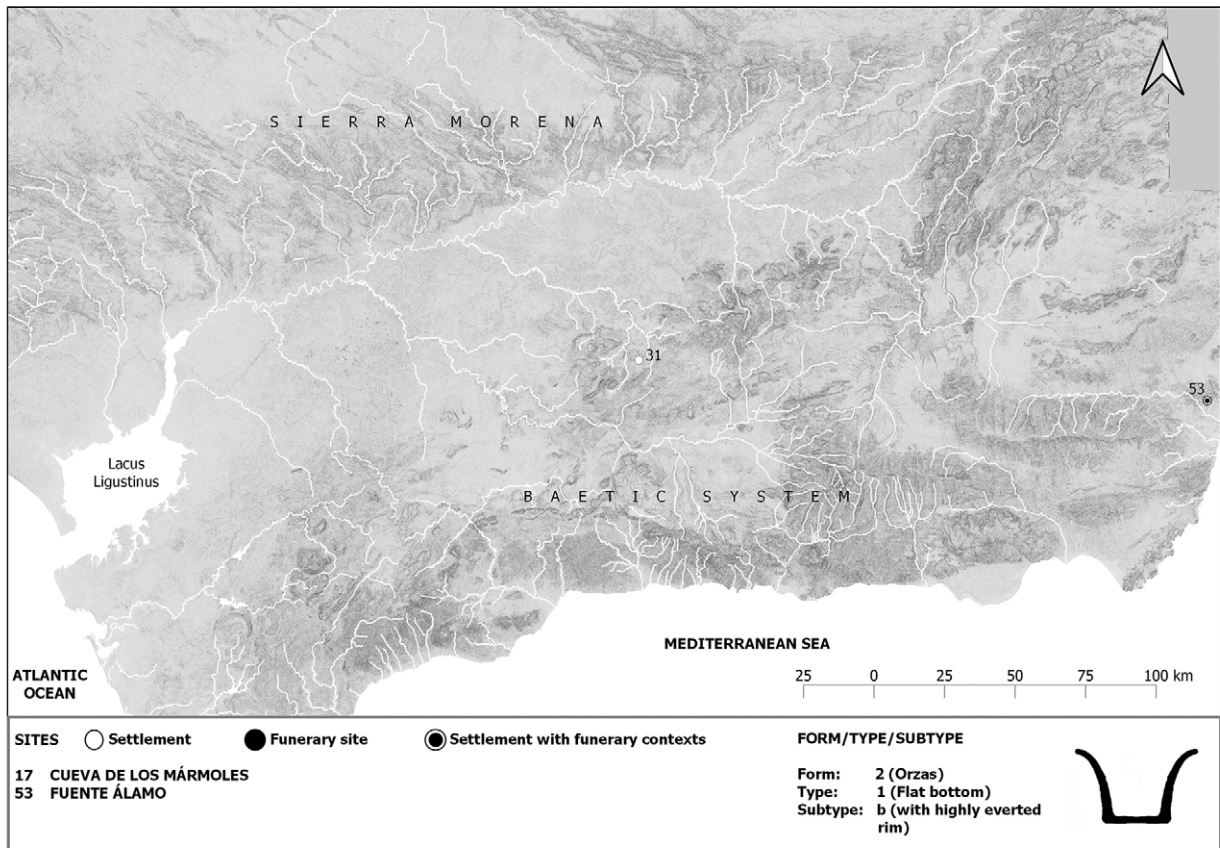 SIERRA MORENA
31
53
Lacus
Ligustinus
BAETIC SYSTEM
MEDITERRANEAN SEA
ATLANTIC
OCEAN
25 0 25 50 75 100 km
SITES Settlement Funerary site Settlement with funerary contexts
17 CUEVA DE LOS MÁRMOLES
53 FUENTE ÁLAMO
FORM/TYPE/SUBTYPE
Form: 2 (Orzas)
Type: 1 (Flat bottom)
Subtype: b (with highly everted
rim)